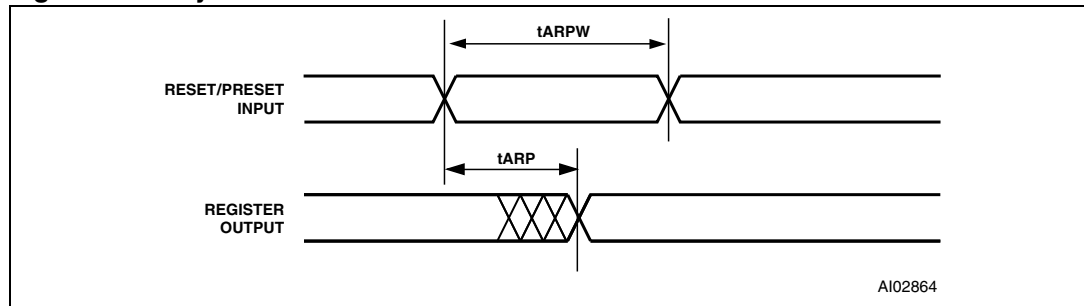 tARPW
RESET/PRESET
INPUT
tARP
REGISTER
OUTPUT
AI02864